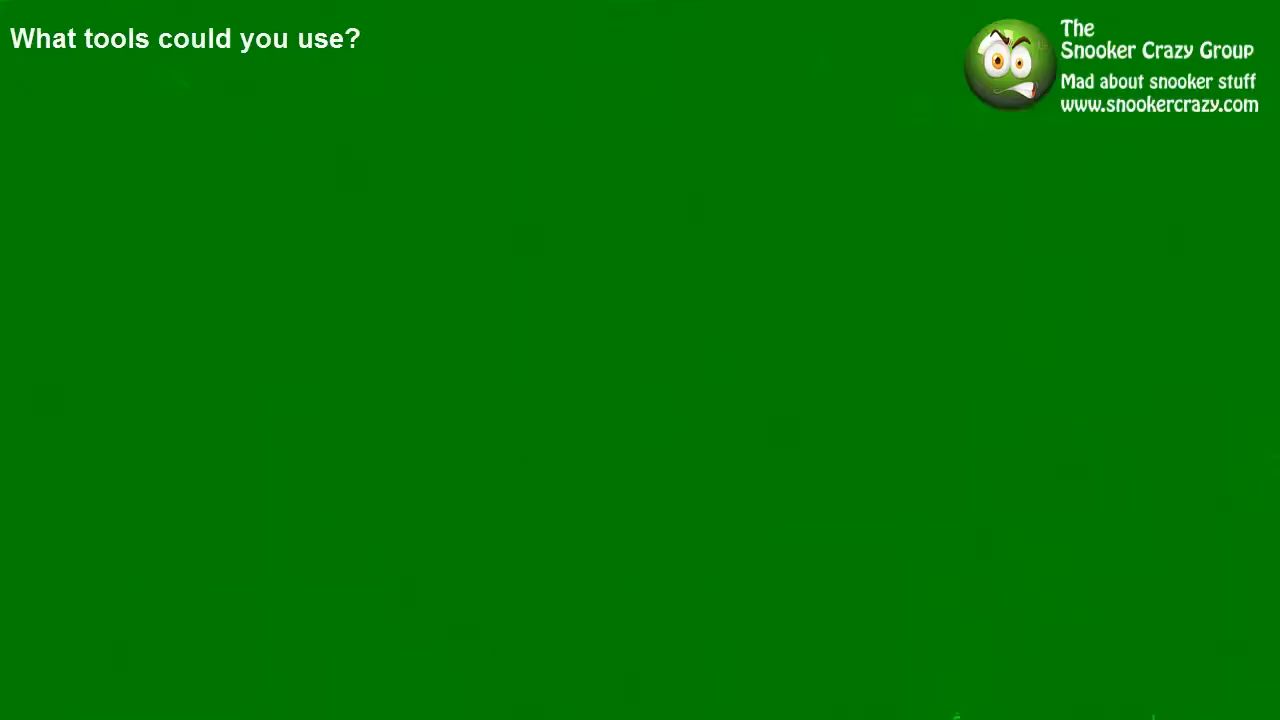 What tools could you use?
The
Snooker Crazy Group
Mad about snooker stuff
www.snookercrazy.com